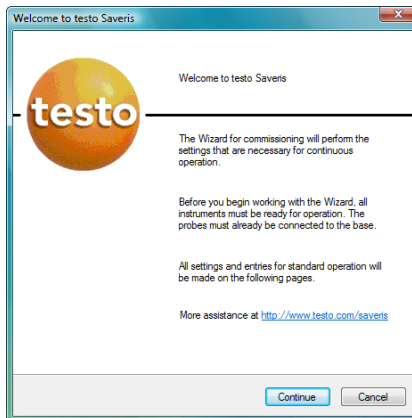 Welcome to testo Saveris
Welcome to testo Saveris
testo
The Wizard for commissioning will perform the
settings that are necessary for continuous
operation.
Before you begin working with the Wizard, all
instruments must be ready for operation. The
probes must already be connected to the base.
All settings and entries for standard operation will
be made on the following pages.
More assistance at http://www.testo.com/saveris
Continue Cancel